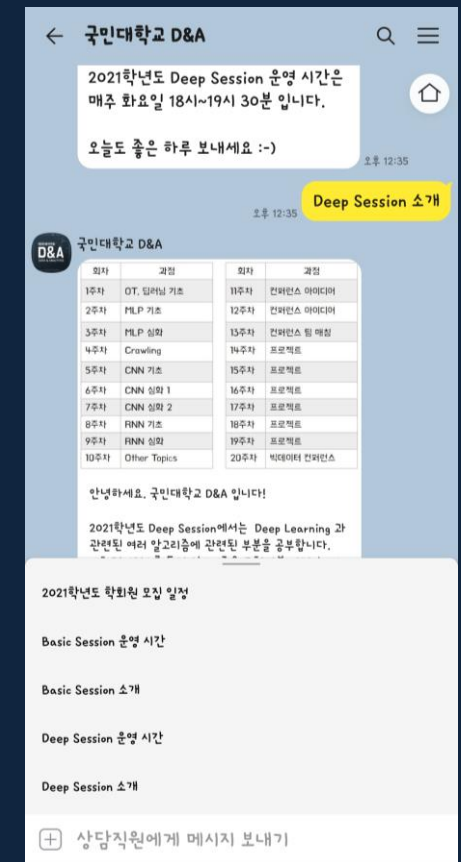 국민대학교 D&A
2021학년도 Deep Session 운영 시간은
매주 화요일 18시~19시 30분 입니다.
오늘도 좋은 하루 보내세요 :-)
오후 12:35
Deep Session 소개
오후 12:35
D&A
국민대학교 D&A
회차 과정 회차 과정
1주차 OT, 딥러닝 기초 11주차 컨퍼런스 아이디어
2주차 MLP 기초 12주차 컨퍼런스 아이디어
3주차 MLP 심화 13주차 컨퍼런스 팀 매칭
4주차 Crawling 14주차 프로젝트
5주차 CNN 기초 15주차 프로젝트
6주차 CNN 심화 1 16주차 프로젝트
7주차 CNN 심화 2 17주차 프로젝트
8주차 RNN 기초 18주차 프로젝트
9주차 RNN 심화 19주차 프로젝트
10주차 Other Topics 20주차 빅데이터 컨퍼런스
안녕하세요. 국민대학교 D&A 입니다!
2021학년도 Deep Session에서는 Deep Learning 과
관련된 여러 알고리즘에 관련된 부분을 공부합니다.
2021학년도 학회원 모집 일정
Basic Session 운영 시간
Basic Session 소개
Deep Session 운영 시간
Deep Session 소개
상담직원에게 메시지 보내기